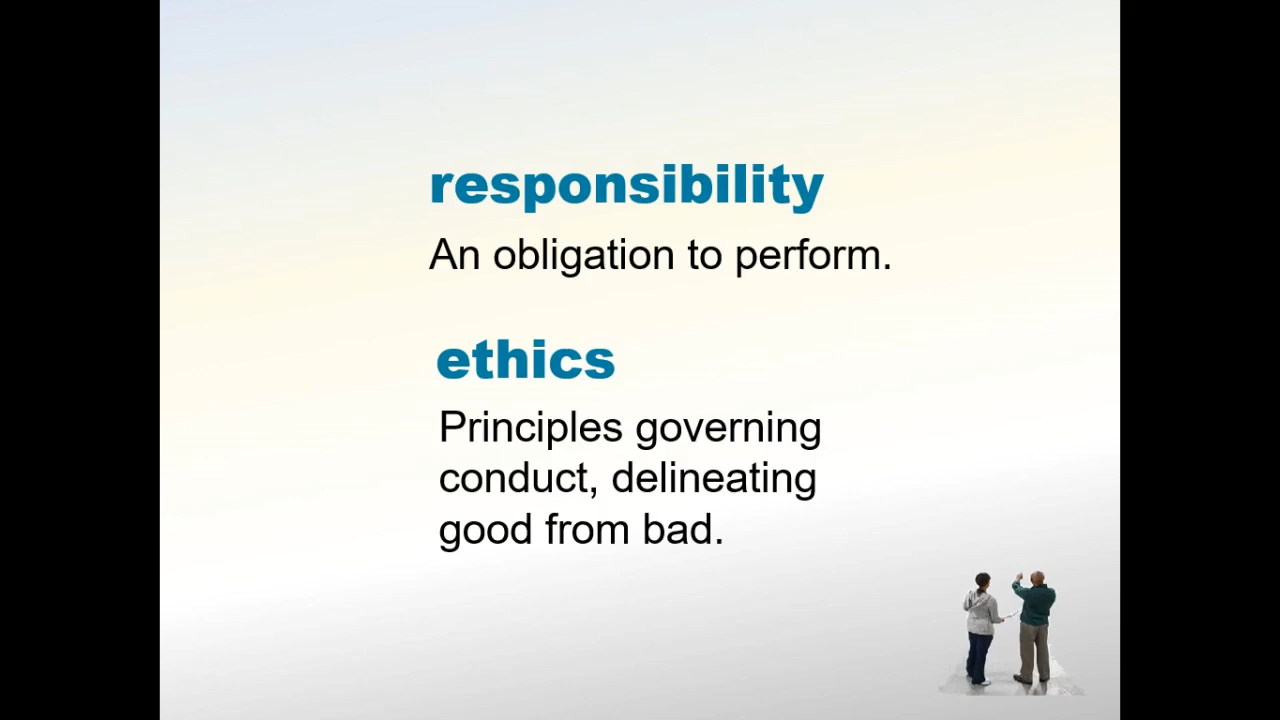 responsibility
An obligation to perform.
ethics
Principles governing
conduct, delineating
good from bad.